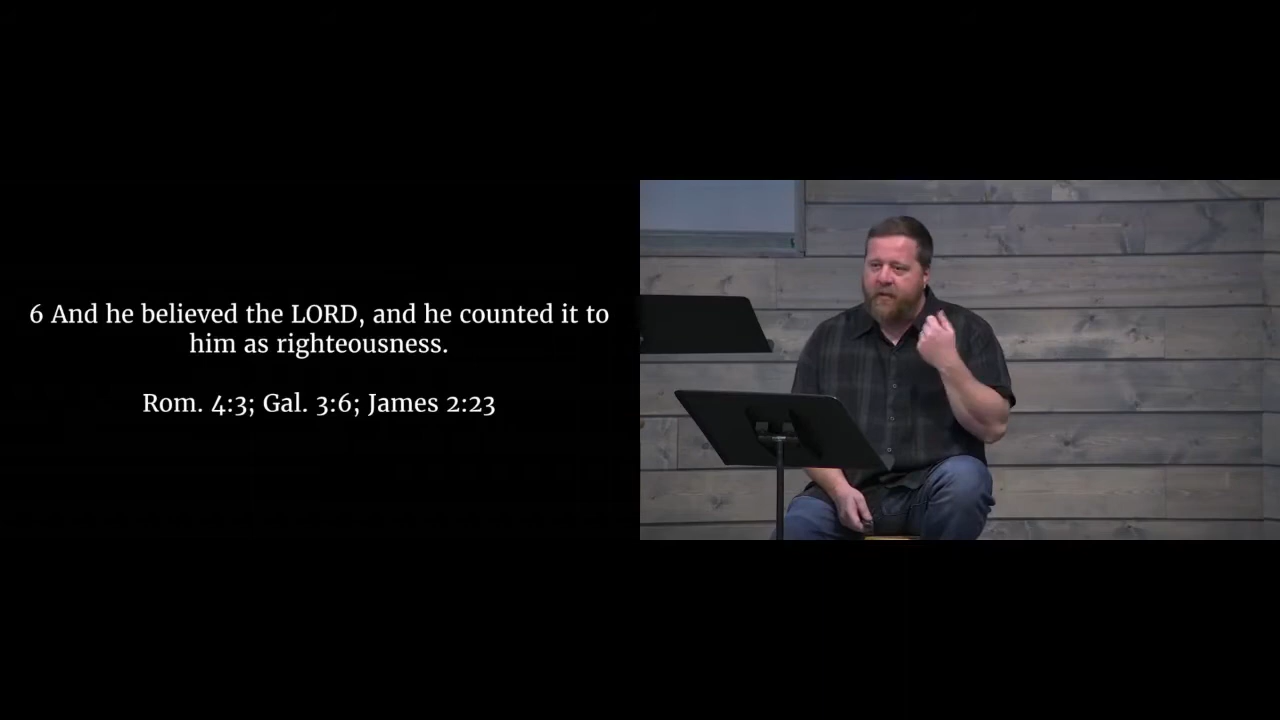 6 And he believed the LORD, and he counted it to
him as righteousness.
Rom. 4:3; Gal. 3:6; James 2:23